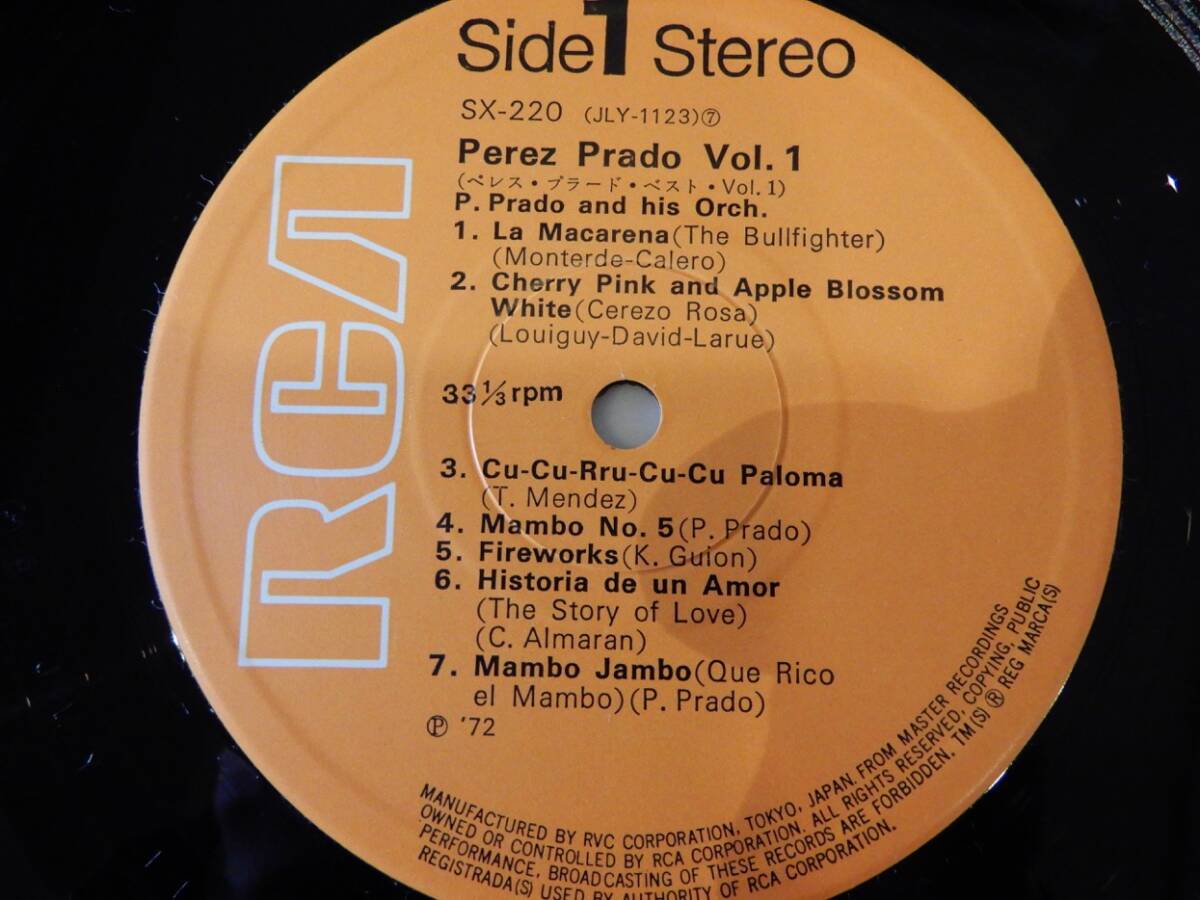 Side 1 Stereo
SX-220 (JLY-1123)⑦
Perez Prado Vol. 1
(ペレス・プラード・ベスト・Vol. 1)
P. Prado and his Orch.
1. La Macarena(The Bullfighter)
(Monterde-Calero)
2. Cherry Pink and Apple Blossom
White(Cerezo Rosa)
(Louiguy-David-Larue)
33 1/3 rpm
3. Cu-Cu-Rru-Cu-Cu Paloma
(T. Mendez)
4. Mambo No. 5(P. Prado)
5. Fireworks(K. Guion)
6. Historia de un Amor
(The Story of Love)
(C. Almaran)
7. Mambo Jambo(Que Rico
el Mambo)(P. Prado)
℗ '72
RCA
MANUFACTURED BY RVC CORPORATION, TOKYO, JAPAN. FROM MASTER RECORDINGS
OWNED OR CONTROLLED BY RCA CORPORATION. ALL RIGHTS RESERVED, COPYING, PUBLIC
PERFORMANCE, BROADCASTING OF THESE RECORDS ARE FORBIDDEN. TM(S) ® REG MARCA(S)
REGISTRADA(S) USED BY AUTHORITY OF RCA CORPORATION.